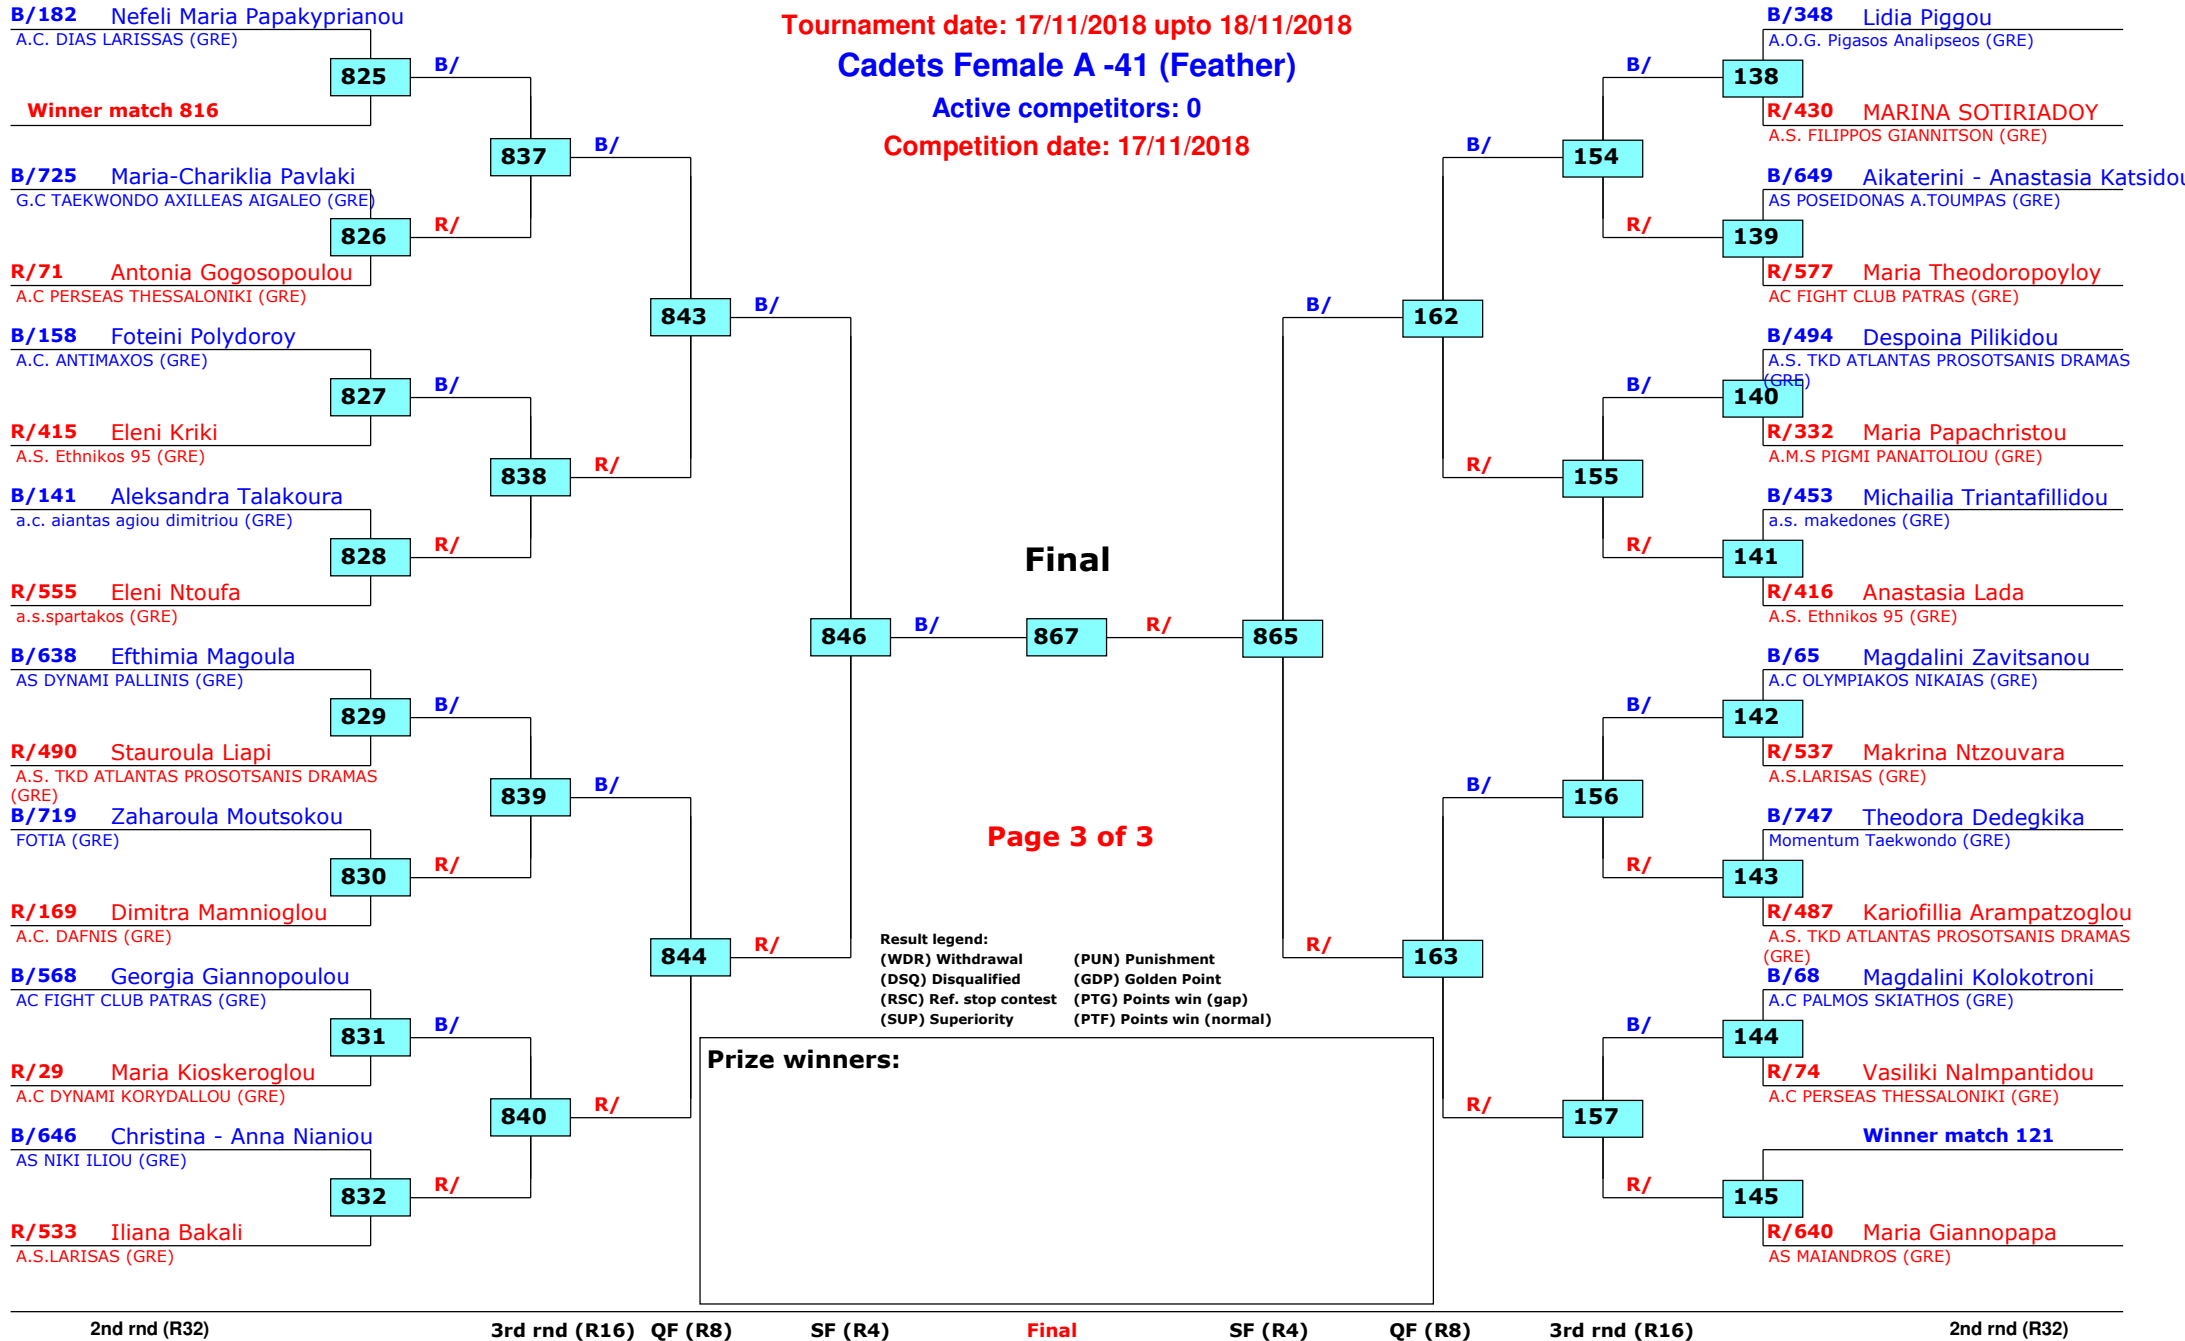 Tournament date: 17/11/2018 upto 18/11/2018
Cadets Female A -41 (Feather)
Active competitors: 0
Competition date: 17/11/2018
B/182 Nefeli Maria Papakyprianou
A.C. DIAS LARISSAS (GRE)
825
B/
Winner match 816
837
B/
B/725 Maria-Chariklia Pavlaki
G.C TAEKWONDO AXILLEAS AIGALEO (GRE)
826
R/
R/71 Antonia Gogosopoulou
A.C PERSEAS THESSALONIKI (GRE)
843
B/
B/158 Foteini Polydoroy
A.C. ANTIMAXOS (GRE)
827
B/
R/415 Eleni Kriki
A.S. Ethnikos 95 (GRE)
838
R/
B/141 Aleksandra Talakoura
a.c. aiantas agiou dimitriou (GRE)
828
R/
R/555 Eleni Ntoufa
a.s.spartakos (GRE)
846
B/
B/638 Efthimia Magoula
AS DYNAMI PALLINIS (GRE)
829
B/
R/490 Stauroula Liapi
A.S. TKD ATLANTAS PROSOTSANIS DRAMAS
(GRE)
839
B/
B/719 Zaharoula Moutsokou
FOTIA (GRE)
830
R/
R/169 Dimitra Mamnioglou
A.C. DAFNIS (GRE)
844
R/
B/568 Georgia Giannopoulou
AC FIGHT CLUB PATRAS (GRE)
831
B/
R/29 Maria Kioskeroglou
A.C DYNAMI KORYDALLOU (GRE)
840
R/
B/646 Christina - Anna Nianiou
AS NIKI ILIOU (GRE)
832
R/
R/533 Iliana Bakali
A.S.LARISAS (GRE)
Final
867
R/
865
Page 3 of 3
B/348 Lidia Piggou
A.O.G. Pigasos Analipseos (GRE)
B/
138
R/430 MARINA SOTIRIADOY
A.S. FILIPPOS GIANNITSON (GRE)
B/
154
B/649 Aikaterini - Anastasia Katsidou
AS POSEIDONAS A.TOUMPAS (GRE)
R/
139
R/577 Maria Theodoropoyloy
AC FIGHT CLUB PATRAS (GRE)
B/
162
B/494 Despoina Pilikidou
A.S. TKD ATLANTAS PROSOTSANIS DRAMAS
(GRE)
B/
140
R/332 Maria Papachristou
A.M.S PIGMI PANAITOLIOU (GRE)
R/
155
B/453 Michailia Triantafillidou
a.s. makedones (GRE)
R/
141
R/416 Anastasia Lada
A.S. Ethnikos 95 (GRE)
B/65 Magdalini Zavitsanou
A.C OLYMPIAKOS NIKAIAS (GRE)
B/
142
R/537 Makrina Ntzouvara
A.S.LARISAS (GRE)
B/
156
B/747 Theodora Dedegkika
Momentum Taekwondo (GRE)
R/
143
R/487 Kariofillia Arampatzoglou
A.S. TKD ATLANTAS PROSOTSANIS DRAMAS
(GRE)
R/
163
B/68 Magdalini Kolokotroni
A.C PALMOS SKIATHOS (GRE)
B/
144
R/74 Vasiliki Nalmpantidou
A.C PERSEAS THESSALONIKI (GRE)
R/
157
Winner match 121
R/
145
R/640 Maria Giannopapa
AS MAIANDROS (GRE)
Result legend:
(WDR) Withdrawal (PUN) Punishment
(DSQ) Disqualified (GDP) Golden Point
(RSC) Ref. stop contest (PTG) Points win (gap)
(SUP) Superiority (PTF) Points win (normal)
Prize winners:
2nd rnd (R32) 3rd rnd (R16) QF (R8) SF (R4) Final SF (R4) QF (R8) 3rd rnd (R16) 2nd rnd (R32)